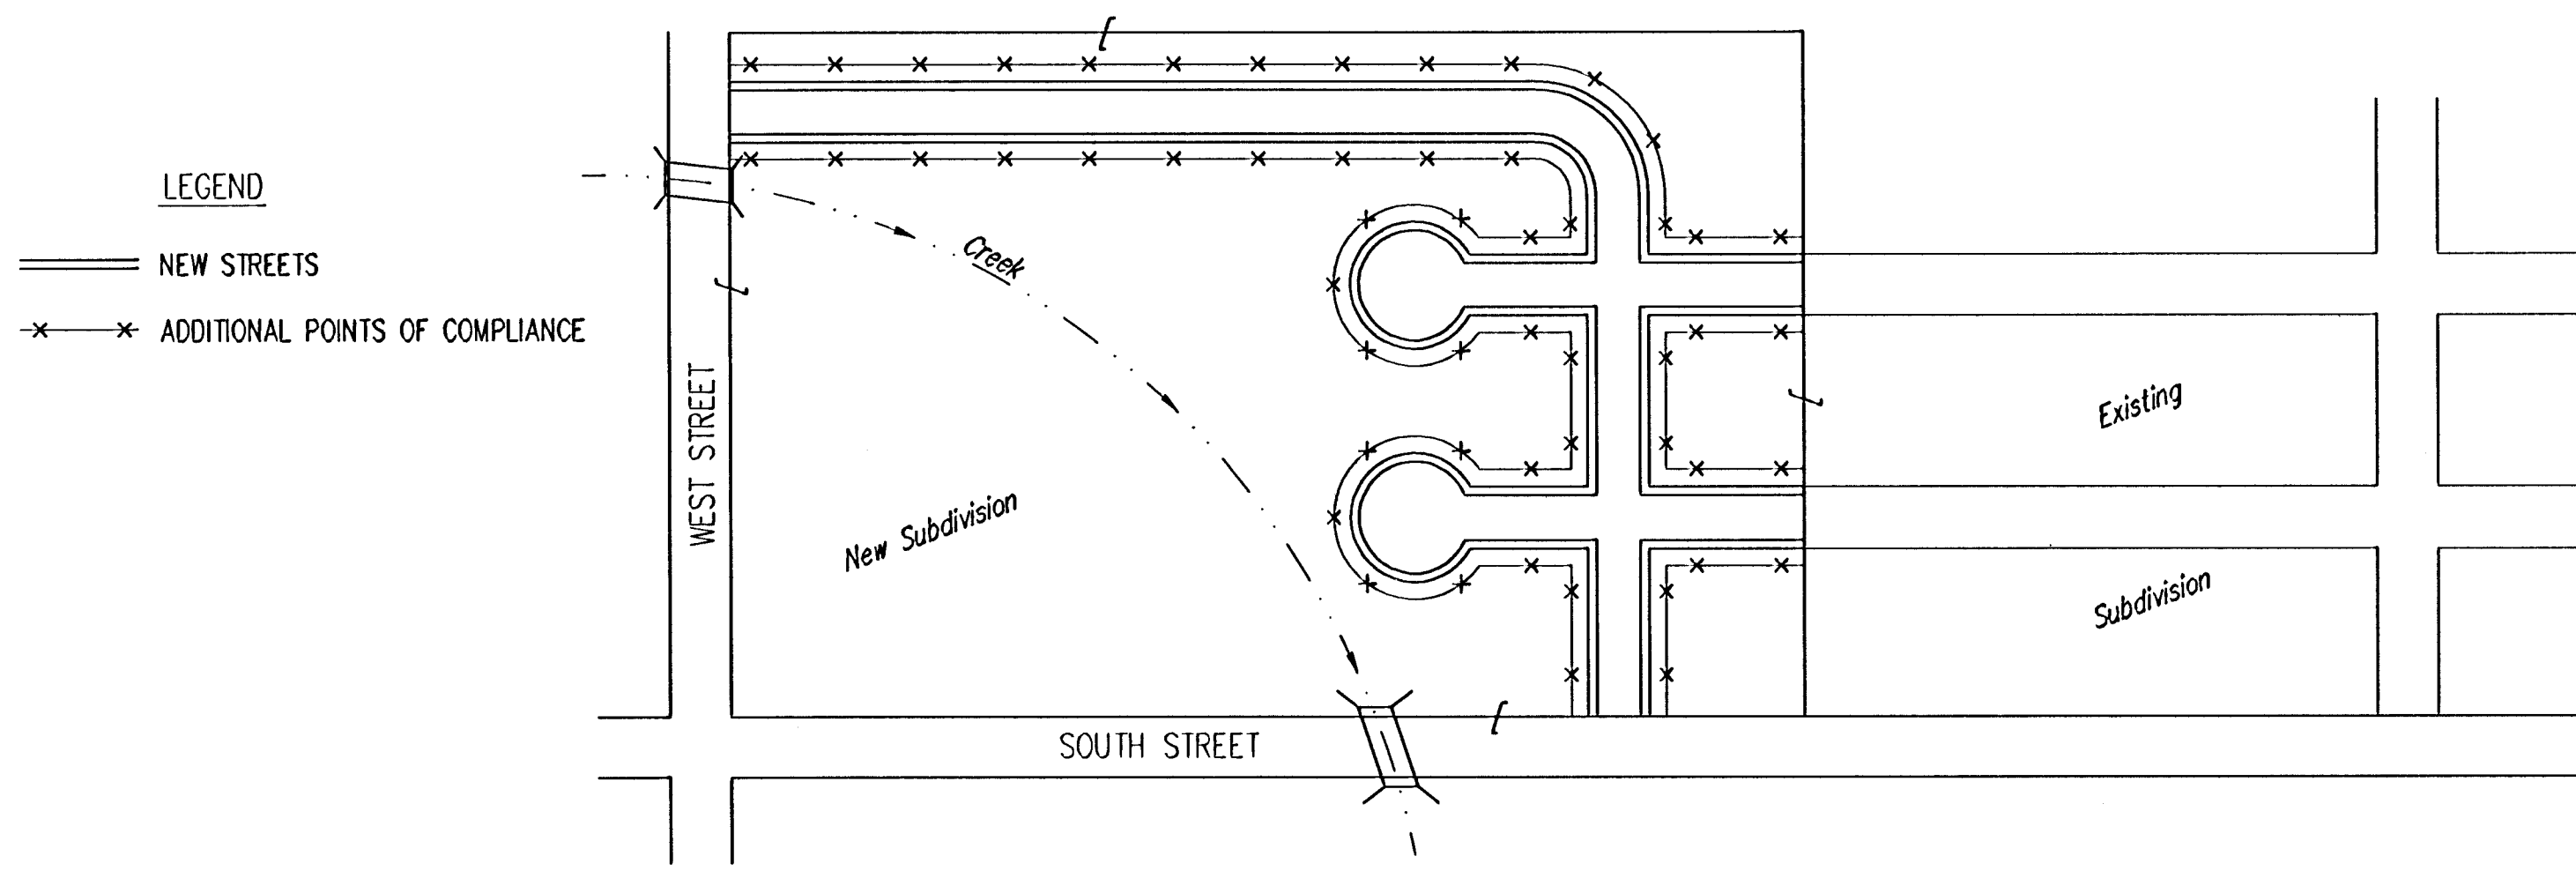 LEGEND
NEW STREETS
ADDITIONAL POINTS OF COMPLIANCE
WEST STREET
Creek
New Subdivision
SOUTH STREET
Existing
Subdivision